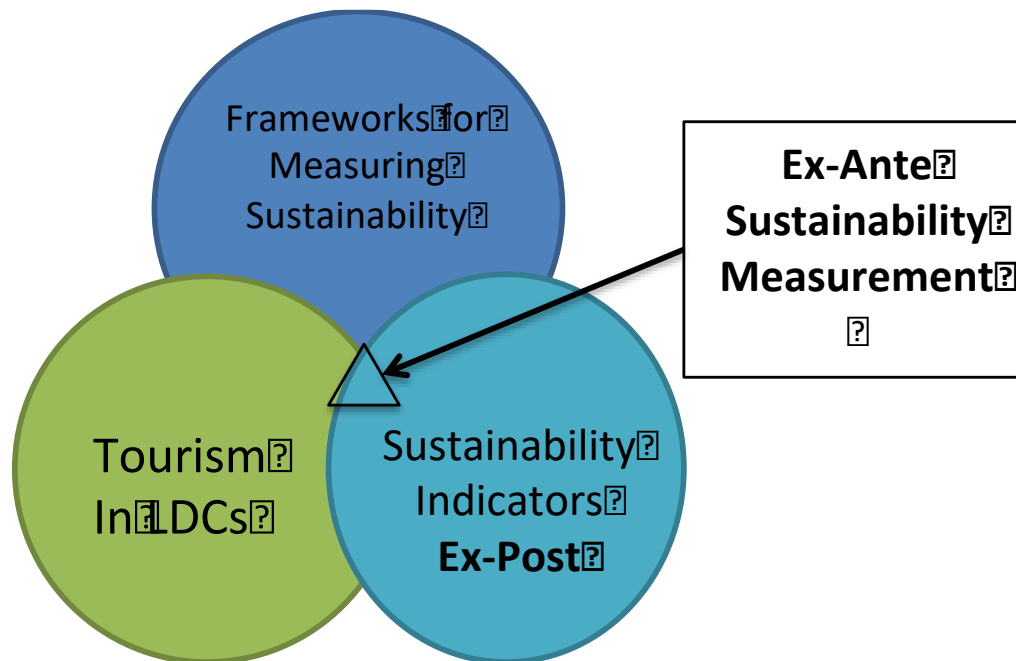 Frameworks for
Measuring
Sustainability
Ex-Ante
Sustainability
Measurement
Tourism
In LDCs
Sustainability
Indicators
Ex-Post